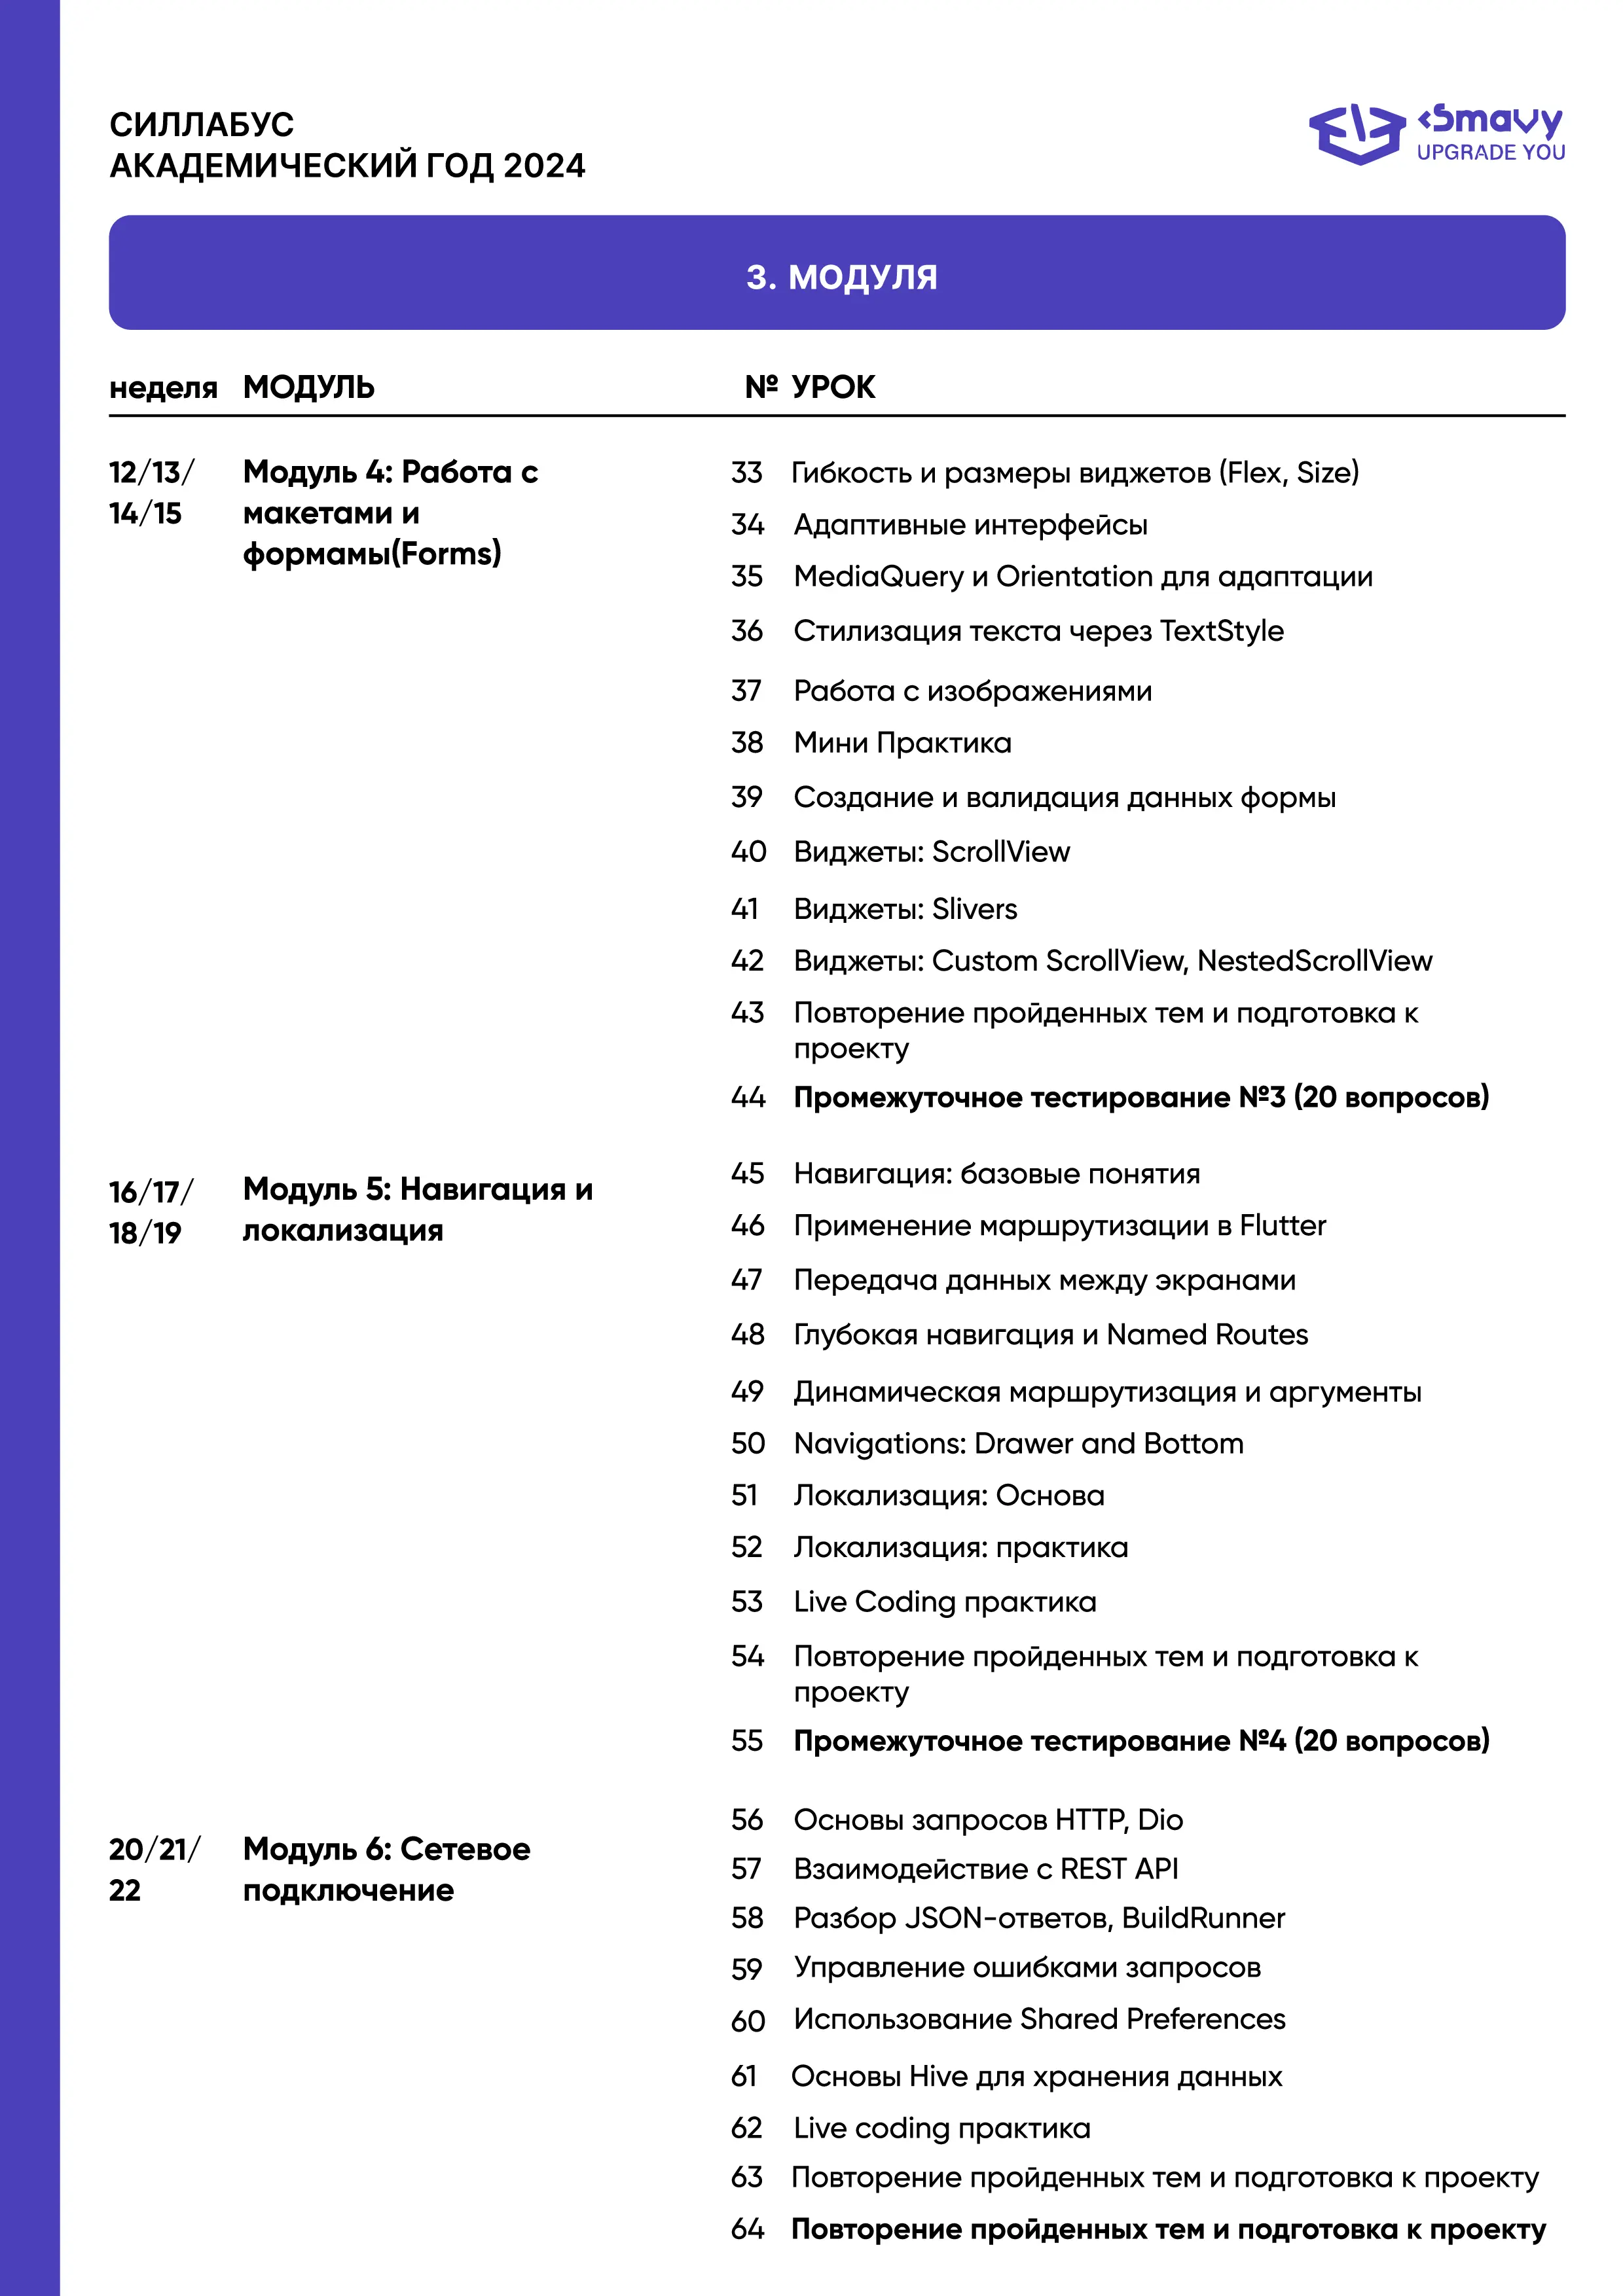 СИЛЛАБУС
АКАДЕМИЧЕСКИЙ ГОД 2024
<Smavy
UPGRADE YOU
3. МОДУЛЯ
неделя МОДУЛЬ № УРОК
12/13/
14/15
Модуль 4: Работа с
макетами и
формамы(Forms)
33 Гибкость и размеры виджетов (Flex, Size)
34 Адаптивные интерфейсы
35 MediaQuery и Orientation для адаптации
36 Стилизация текста через TextStyle
37 Работа с изображениями
38 Мини Практика
39 Создание и валидация данных формы
40 Виджеты: ScrollView
41 Виджеты: Slivers
42 Виджеты: Custom ScrollView, NestedScrollView
43 Повторение пройденных тем и подготовка к
проекту
44 Промежуточное тестирование №3 (20 вопросов)
16/17/
18/19
Модуль 5: Навигация и
локализация
45 Навигация: базовые понятия
46 Применение маршрутизации в Flutter
47 Передача данных между экранами
48 Глубокая навигация и Named Routes
49 Динамическая маршрутизация и аргументы
50 Navigations: Drawer and Bottom
51 Локализация: Основа
52 Локализация: практика
53 Live Coding практика
54 Повторение пройденных тем и подготовка к
проекту
55 Промежуточное тестирование №4 (20 вопросов)
20/21/
22
Модуль 6: Сетевое
подключение
56 Основы запросов HTTP, Dio
57 Взаимодействие с REST API
58 Разбор JSON-ответов, BuildRunner
59 Управление ошибками запросов
60 Использование Shared Preferences
61 Основы Hive для хранения данных
62 Live coding практика
63 Повторение пройденных тем и подготовка к проекту
64 Повторение пройденных тем и подготовка к проекту